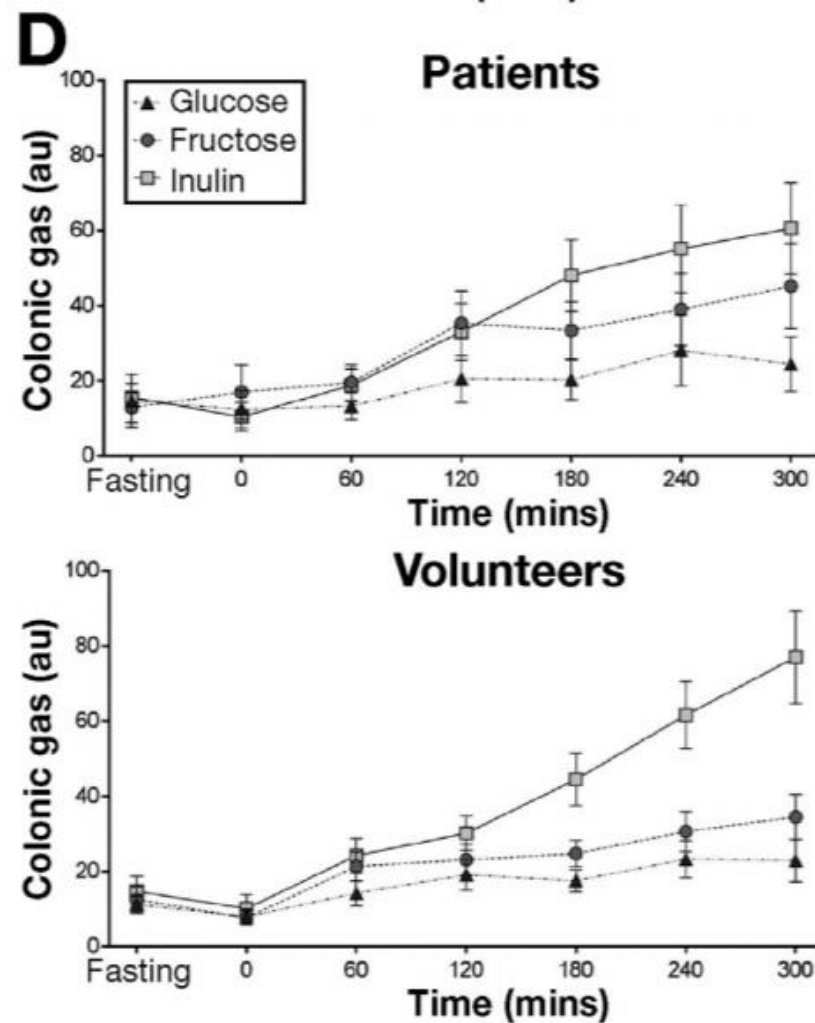 D
Patients
100
80
60
40
20
0
Colonic gas (au)
Glucose
Fructose
Inulin
Fasting 0 60 120 180 240 300
Time (mins)
Volunteers
100
80
60
40
20
0
Colonic gas (au)
Fasting 0 60 120 180 240 300
Time (mins)